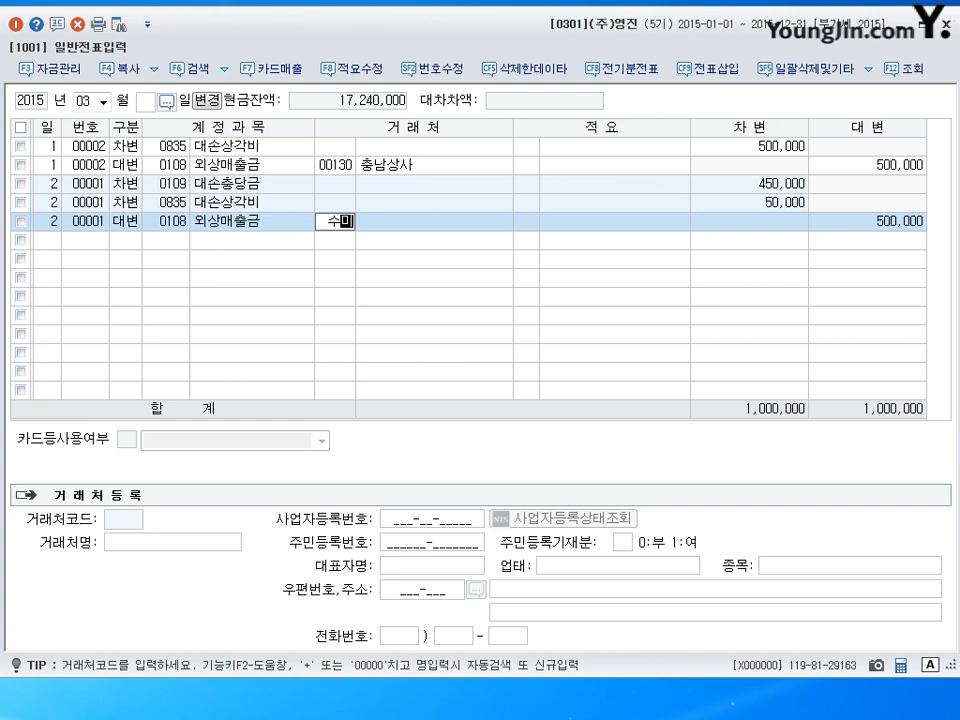 [0301](주)영진 (5기) 2015-01-01 ~ 2015-12-31 [부가세 2015]
YoungJin.com Y.
[1001] 일반전표입력
F3 자금관리 F4 복사 F6 검색 F7 카드매출 F8 적요수정 SF2 번호수정 CF5 삭제한데이타 CF8 전기분전표 CF9 전표삽입 SF5 일괄삭제및기타 F12 조회
2015 년 03 월 일 변경 현금잔액: 17,240,000 대차차액:
일 번호 구분 계 정 과 목 거 래 처 적 요 차 변 대 변
1 00002 차변 0835 대손상각비 500,000
1 00002 대변 0108 외상매출금 00130 충남상사 500,000
2 00001 차변 0109 대손충당금 450,000
2 00001 차변 0835 대손상각비 50,000
2 00001 대변 0108 외상매출금 수미 500,000
합 계 1,000,000 1,000,000
카드등사용여부
거 래 처 등 록
거래처코드: 사업자등록번호: ___-__-_____ NTS 사업자등록상태조회
거래처명: 주민등록번호: ______-_______ 주민등록기재분: 0:부 1:여
대표자명: 업태: 종목:
우편번호,주소: ___-___
전화번호: ) -
TIP : 거래처코드를 입력하세요. 기능키F2-도움창, '+' 또는 '00000'치고 명입력시 자동검색 또 신규입력 [X000000] 119-81-29163 A